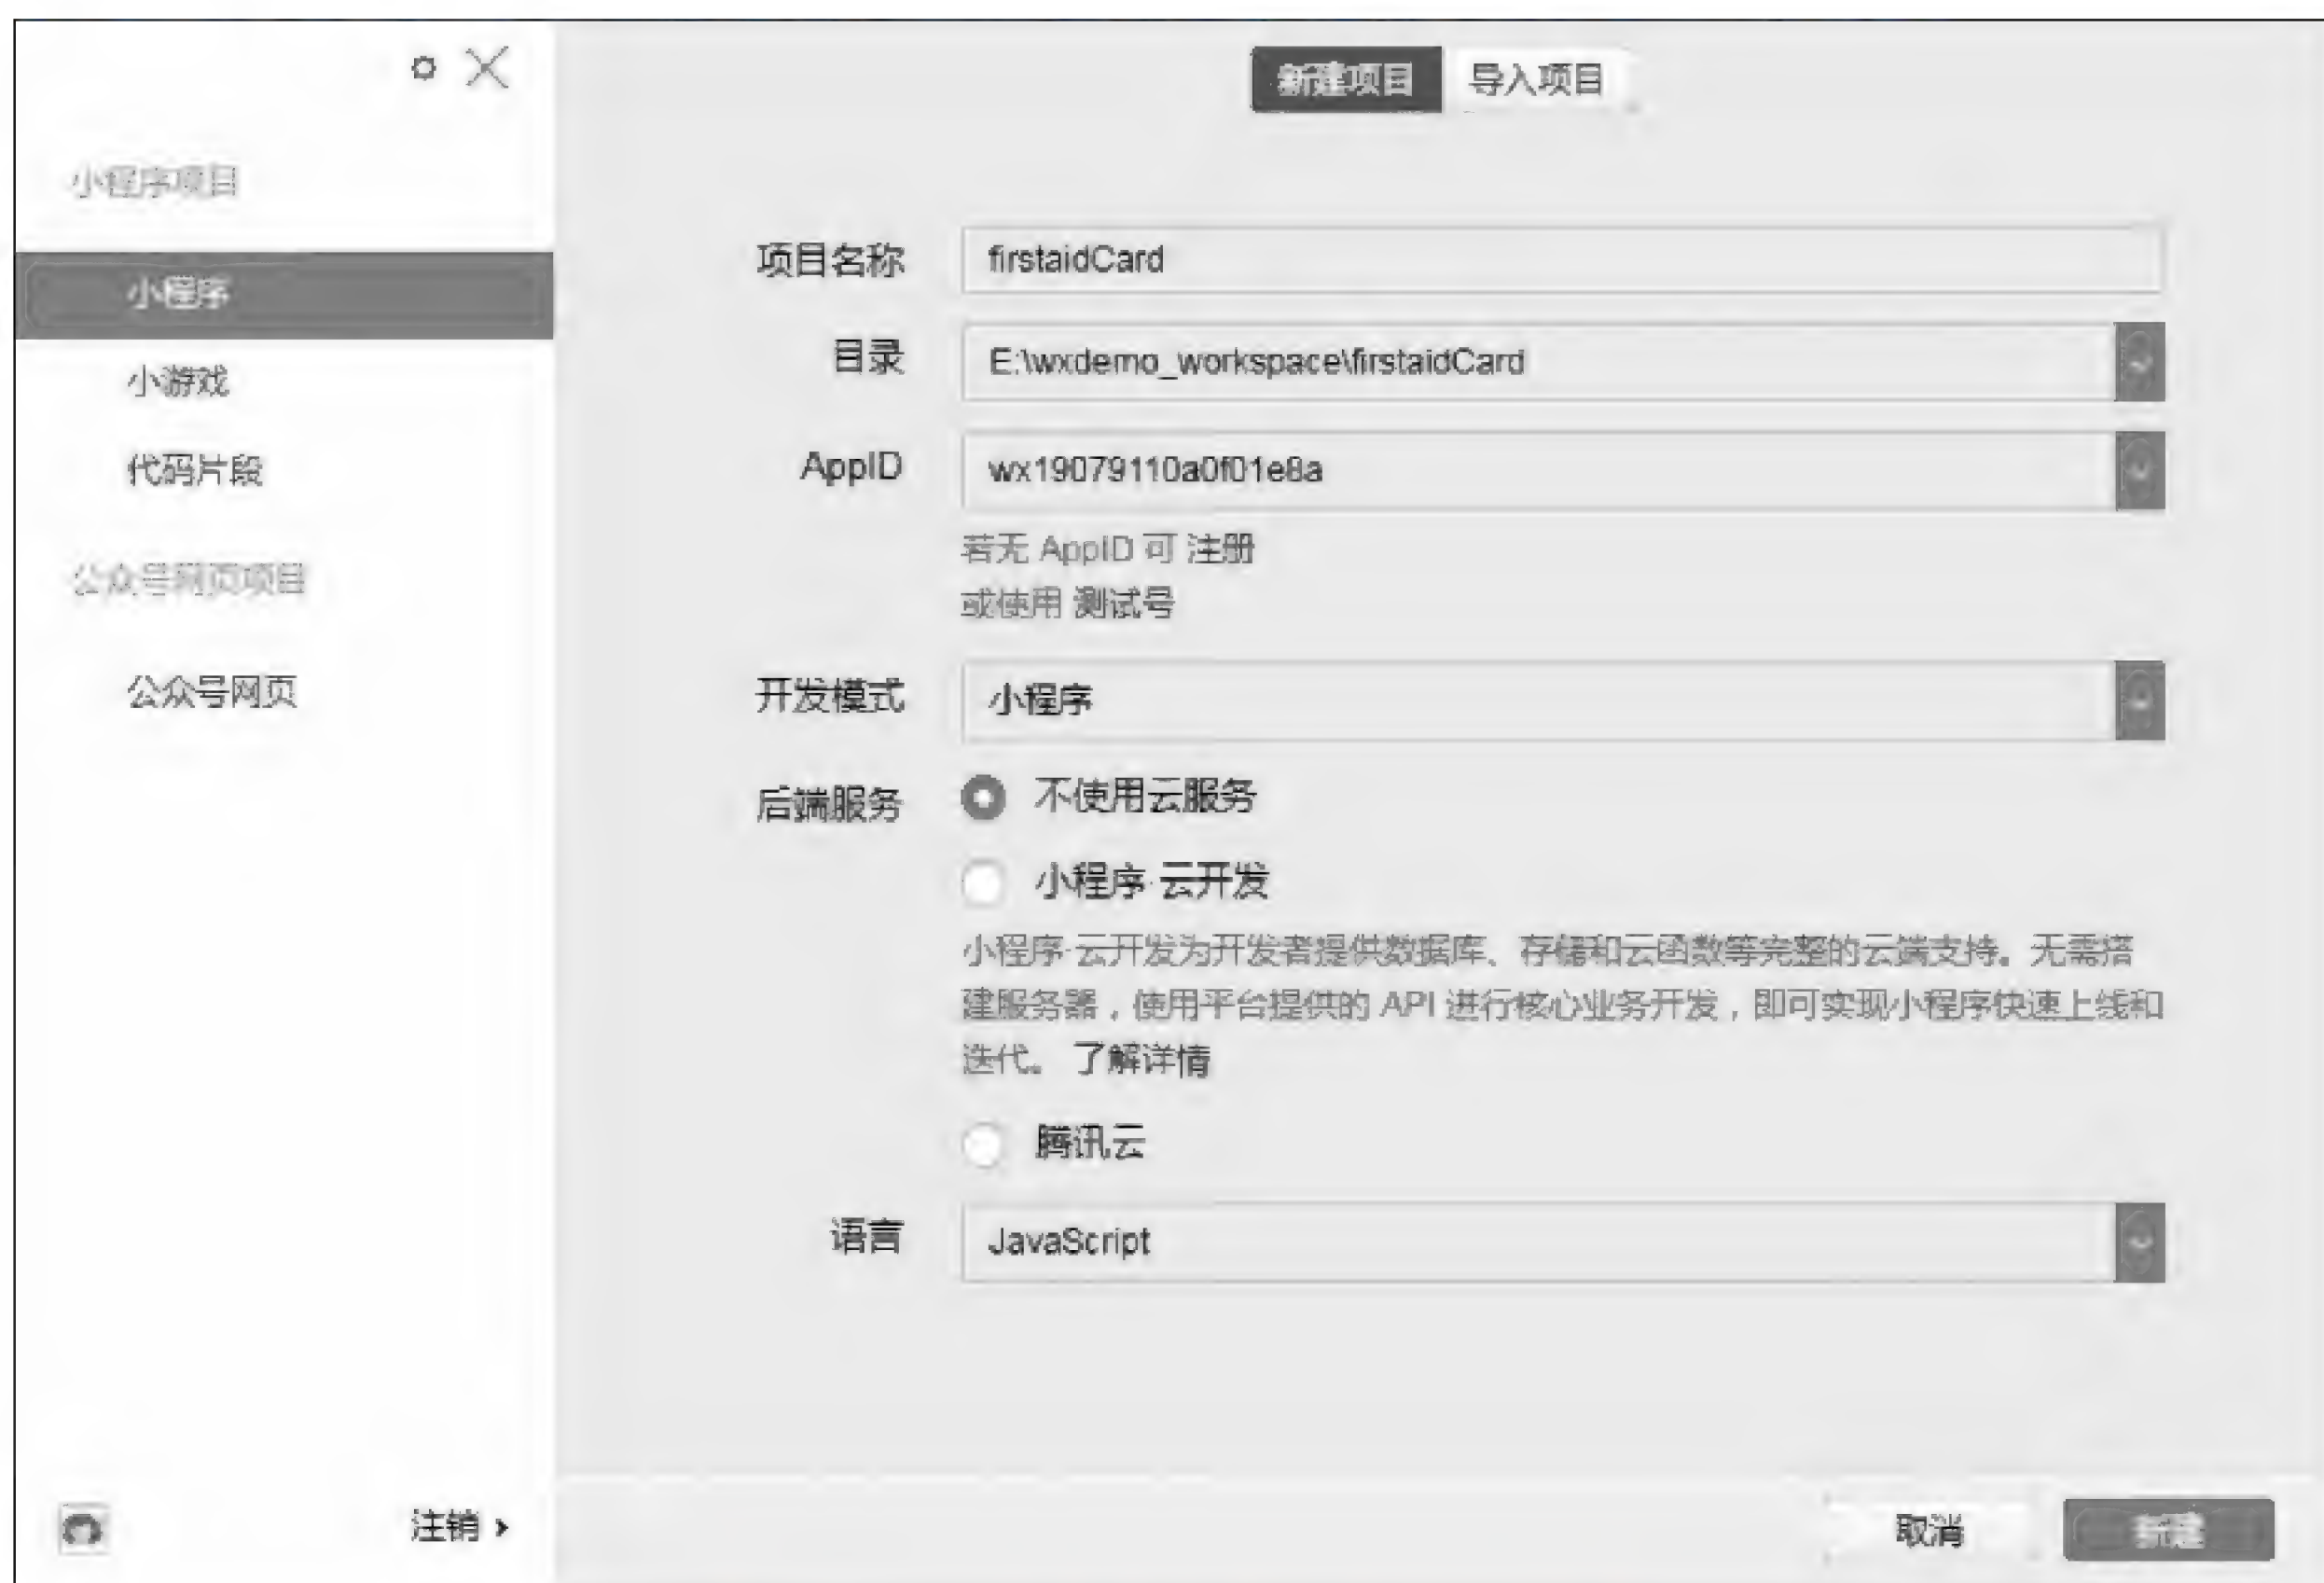 小程序项目
小程序
小游戏
代码片段
公众号网页项目
公众号网页
注销
新建项目 导入项目
项目名称 firstaidCard
目录 E:\wxdemo_workspace\firstaidCard
AppID wx19079110a0f01e8a
若无 AppID 可 注册
或使用 测试号
开发模式 小程序
后端服务 不使用云服务
小程序·云开发
小程序·云开发为开发者提供数据库、存储和云函数等完整的云端支持。无需搭
建服务器，使用平台提供的 API 进行核心业务开发，即可实现小程序快速上线和
迭代。 了解详情
腾讯云
语言 JavaScript
取消 新建